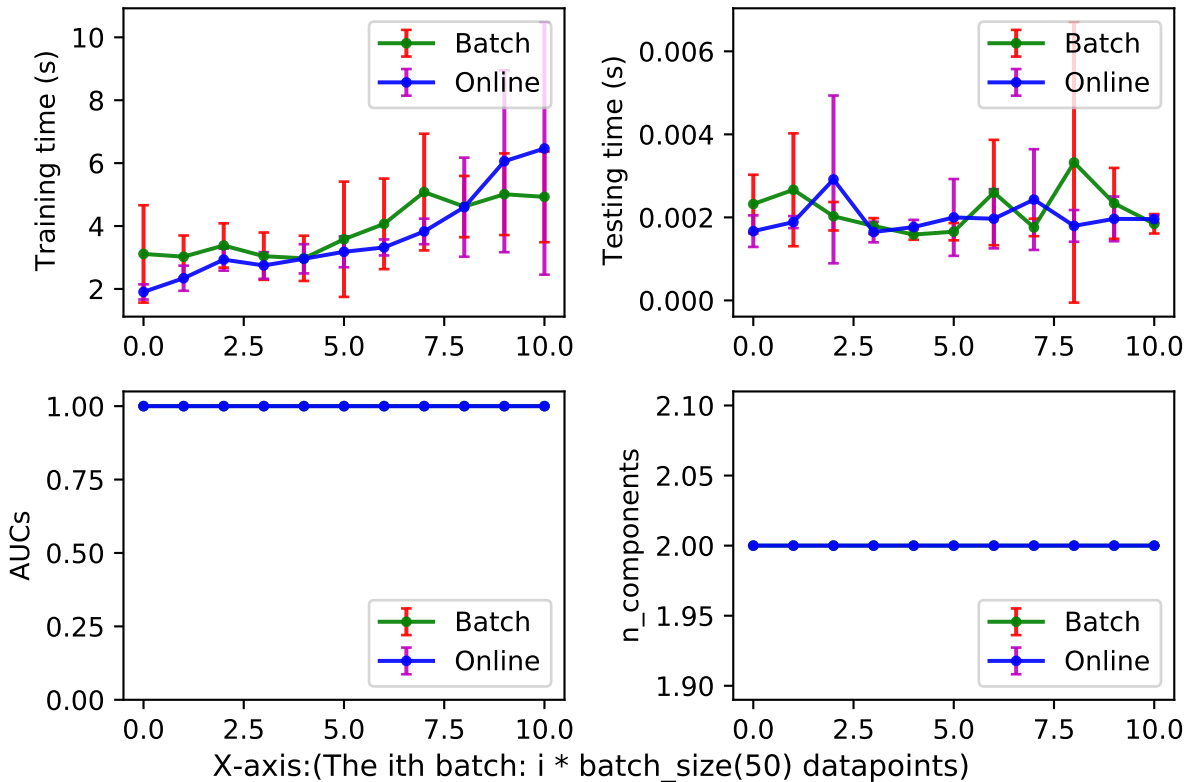 Training time (s)
10
8
6
4
2
0.0 2.5 5.0 7.5 10.0
Batch
Online
Testing time (s)
0.006
0.004
0.002
0.000
0.0 2.5 5.0 7.5 10.0
Batch
Online
AUCs
1.00
0.75
0.50
0.25
0.00
0.0 2.5 5.0 7.5 10.0
Batch
Online
n_components
2.10
2.05
2.00
1.95
1.90
0.0 2.5 5.0 7.5 10.0
Batch
Online
X-axis:(The ith batch: i * batch_size(50) datapoints)